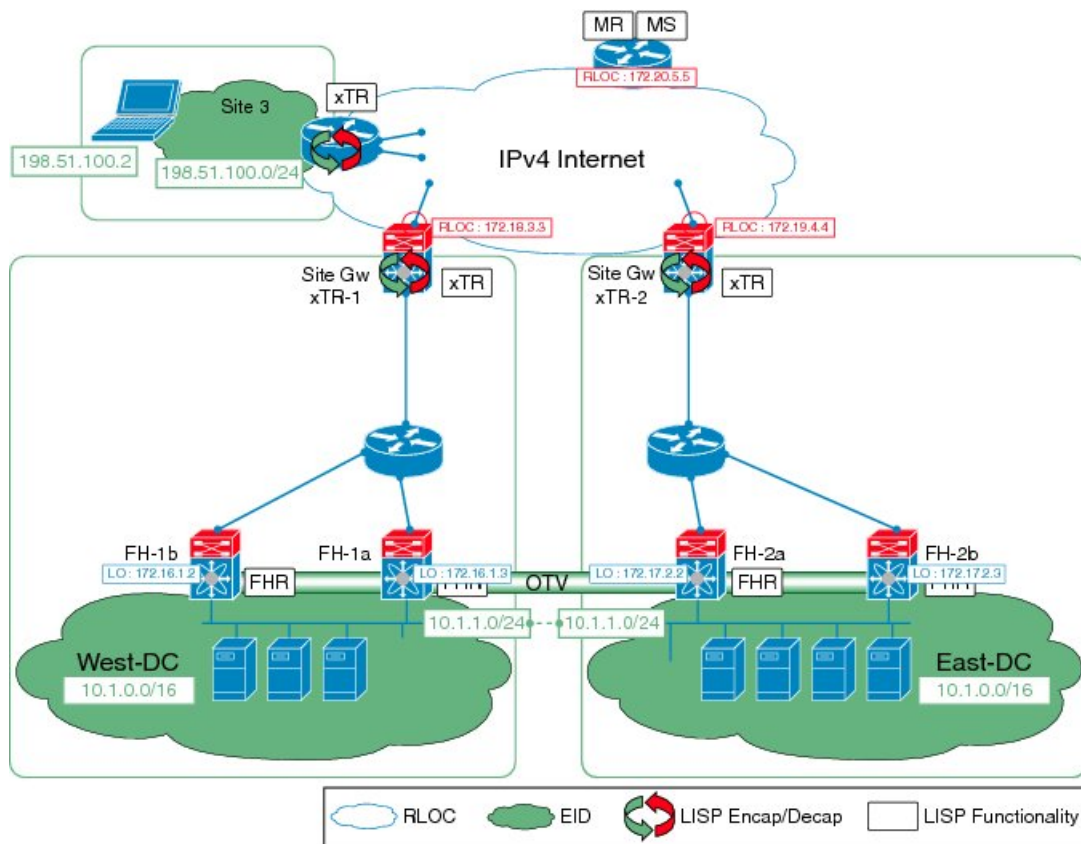 MR MS
RLOC : 172.20.5.5
xTR
Site 3
IPv4 Internet
198.51.100.2
198.51.100.0/24
RLOC : 172.18.3.3
RLOC : 172.19.4.4
Site Gw
xTR-1
xTR
Site Gw
xTR-2
xTR
FH-1b
FH-1a
FH-2a
FH-2b
LO : 172.16.1.2
FHR
LO : 172.16.1.3
OTV
LO : 172.17.2.2
FHR
LO : 172.17.2.3
10.1.1.0/24
10.1.1.0/24
West-DC
10.1.0.0/16
East-DC
10.1.0.0/16
RLOC
EID
LISP Encap/Decap
LISP Functionality